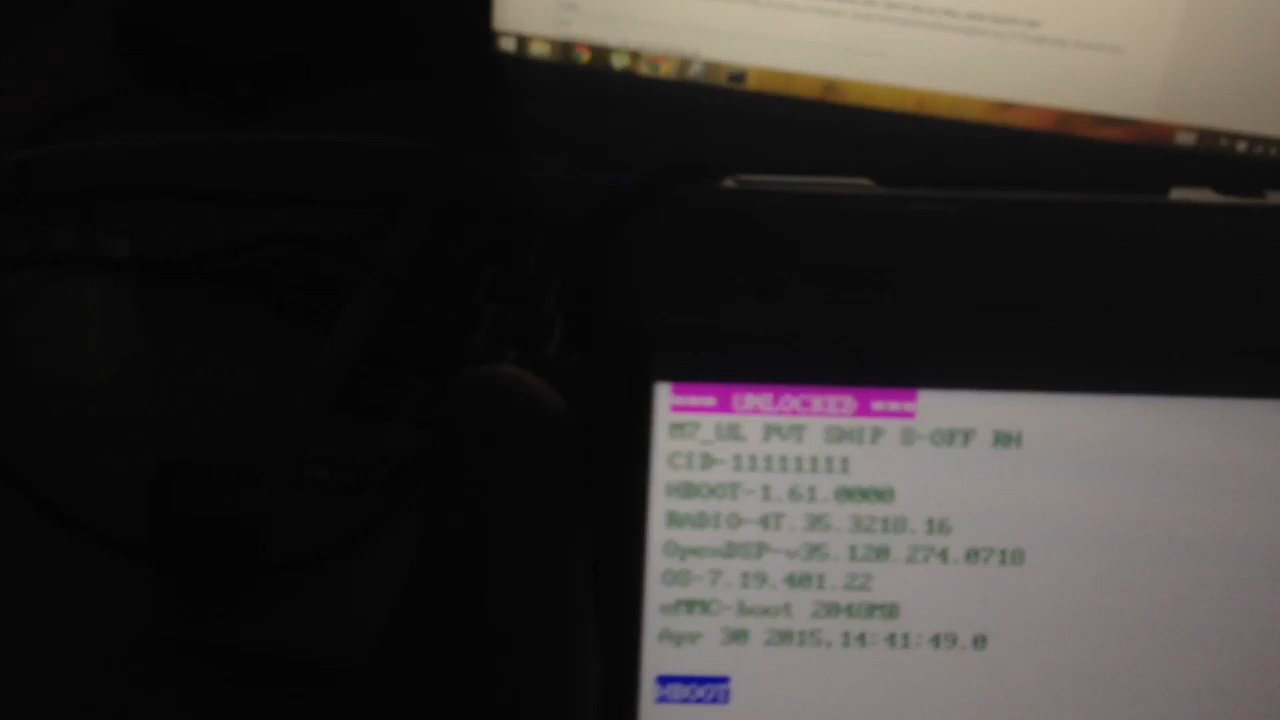 *** UNLOCKED ***
M7_UL PVT SHIP S-OFF RH
CID-11111111
HBOOT-1.61.0000
RADIO-4T.35.3218.16
OpenDSP-v35.120.274.0718
OS-7.19.401.22
eMMC-boot 2048MB
Apr 30 2015,14:41:49.0
HBOOT